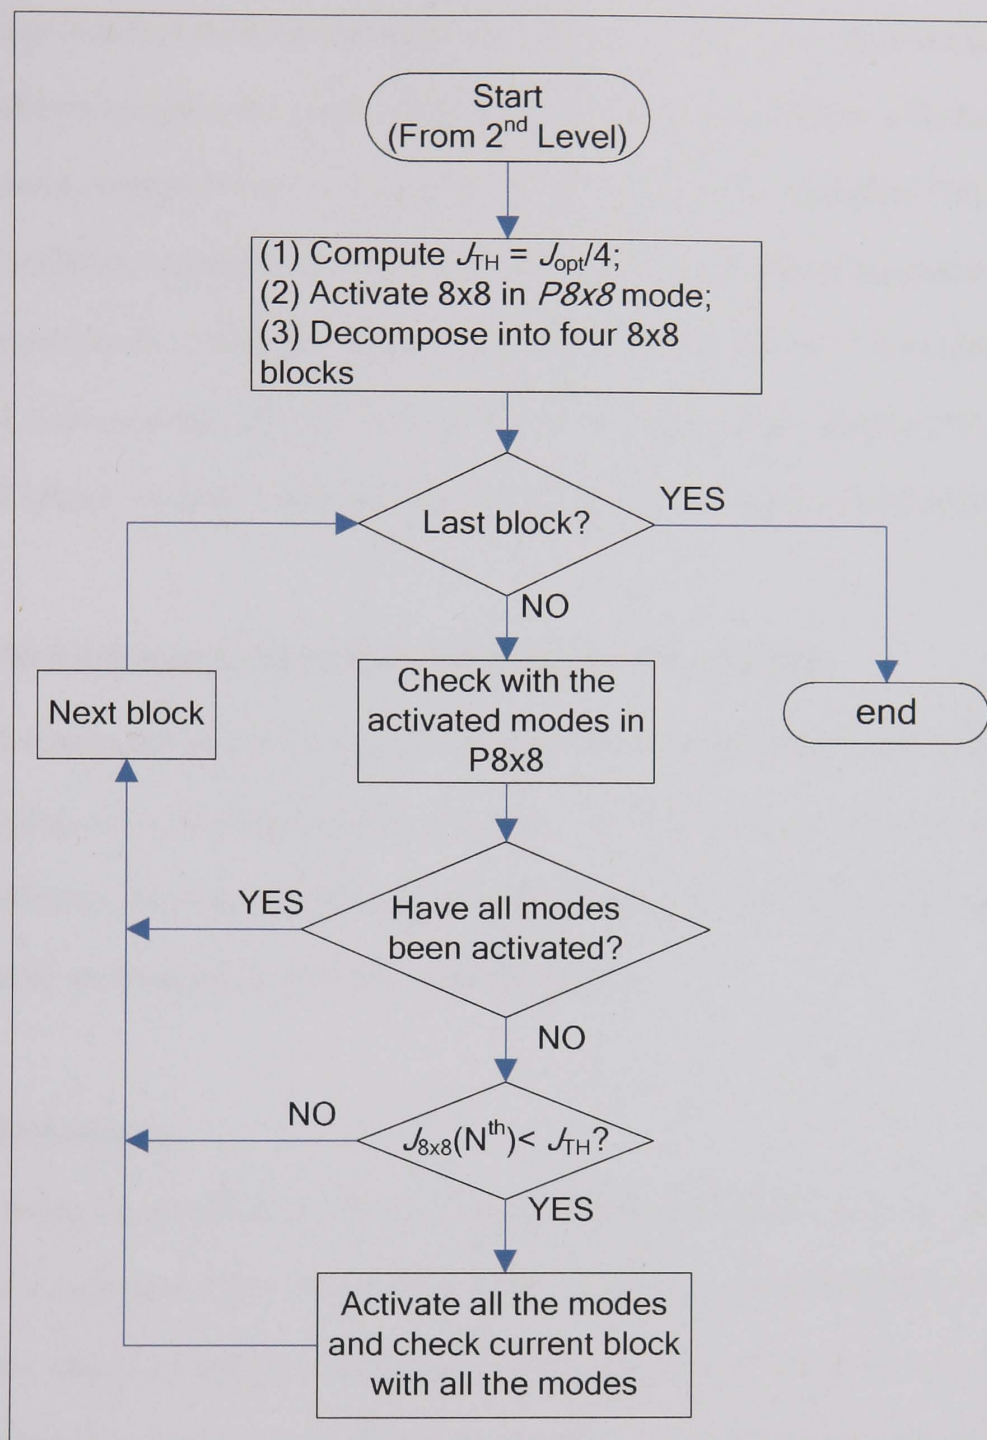 Start
(From 2nd Level)
(1) Compute JTH = Jopt/4;
(2) Activate 8x8 in P8x8 mode;
(3) Decompose into four 8x8
blocks
Last block?
YES
NO
Check with the
activated modes in
P8x8
Next block
end
Have all modes
been activated?
YES
NO
J8x8(Nth)< JTH?
NO
YES
Activate all the modes
and check current block
with all the modes